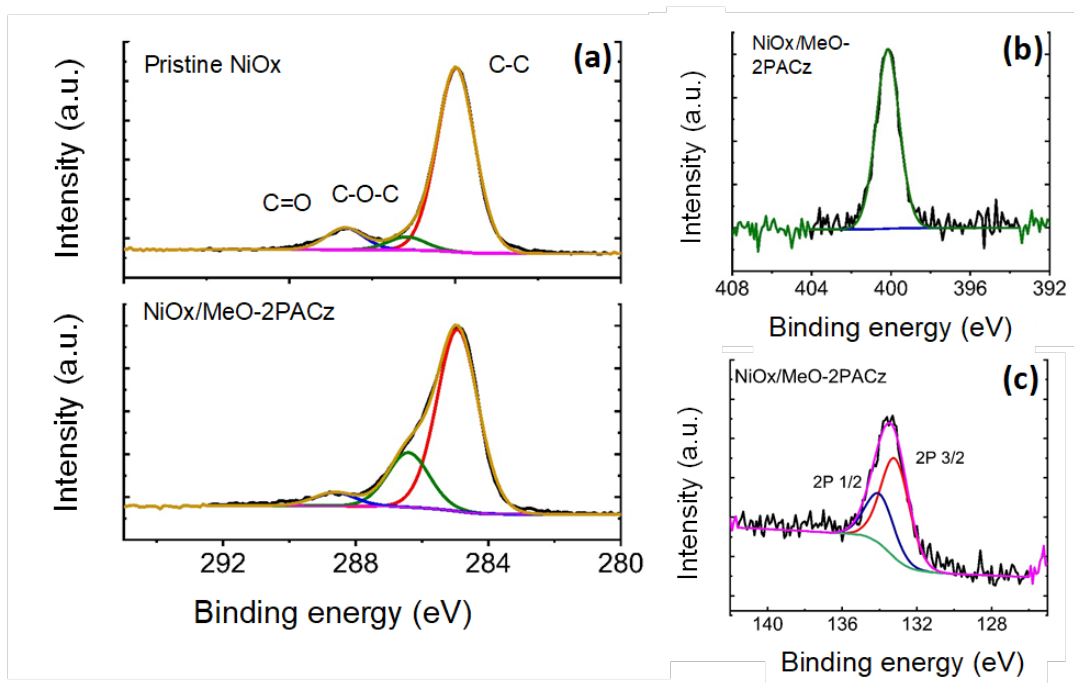 Pristine NiOx
C-C
(a)
C=O
C-O-C
Intensity (a.u.)
NiOx/MeO-2PACz
Intensity (a.u.)
292 288 284 280
Binding energy (eV)
NiOx/MeO-
2PACz
(b)
Intensity (a.u.)
408 404 400 396 392
Binding energy (eV)
NiOx/MeO-2PACz
(c)
2P 3/2
2P 1/2
Intensity (a.u.)
140 136 132 128
Binding energy (eV)